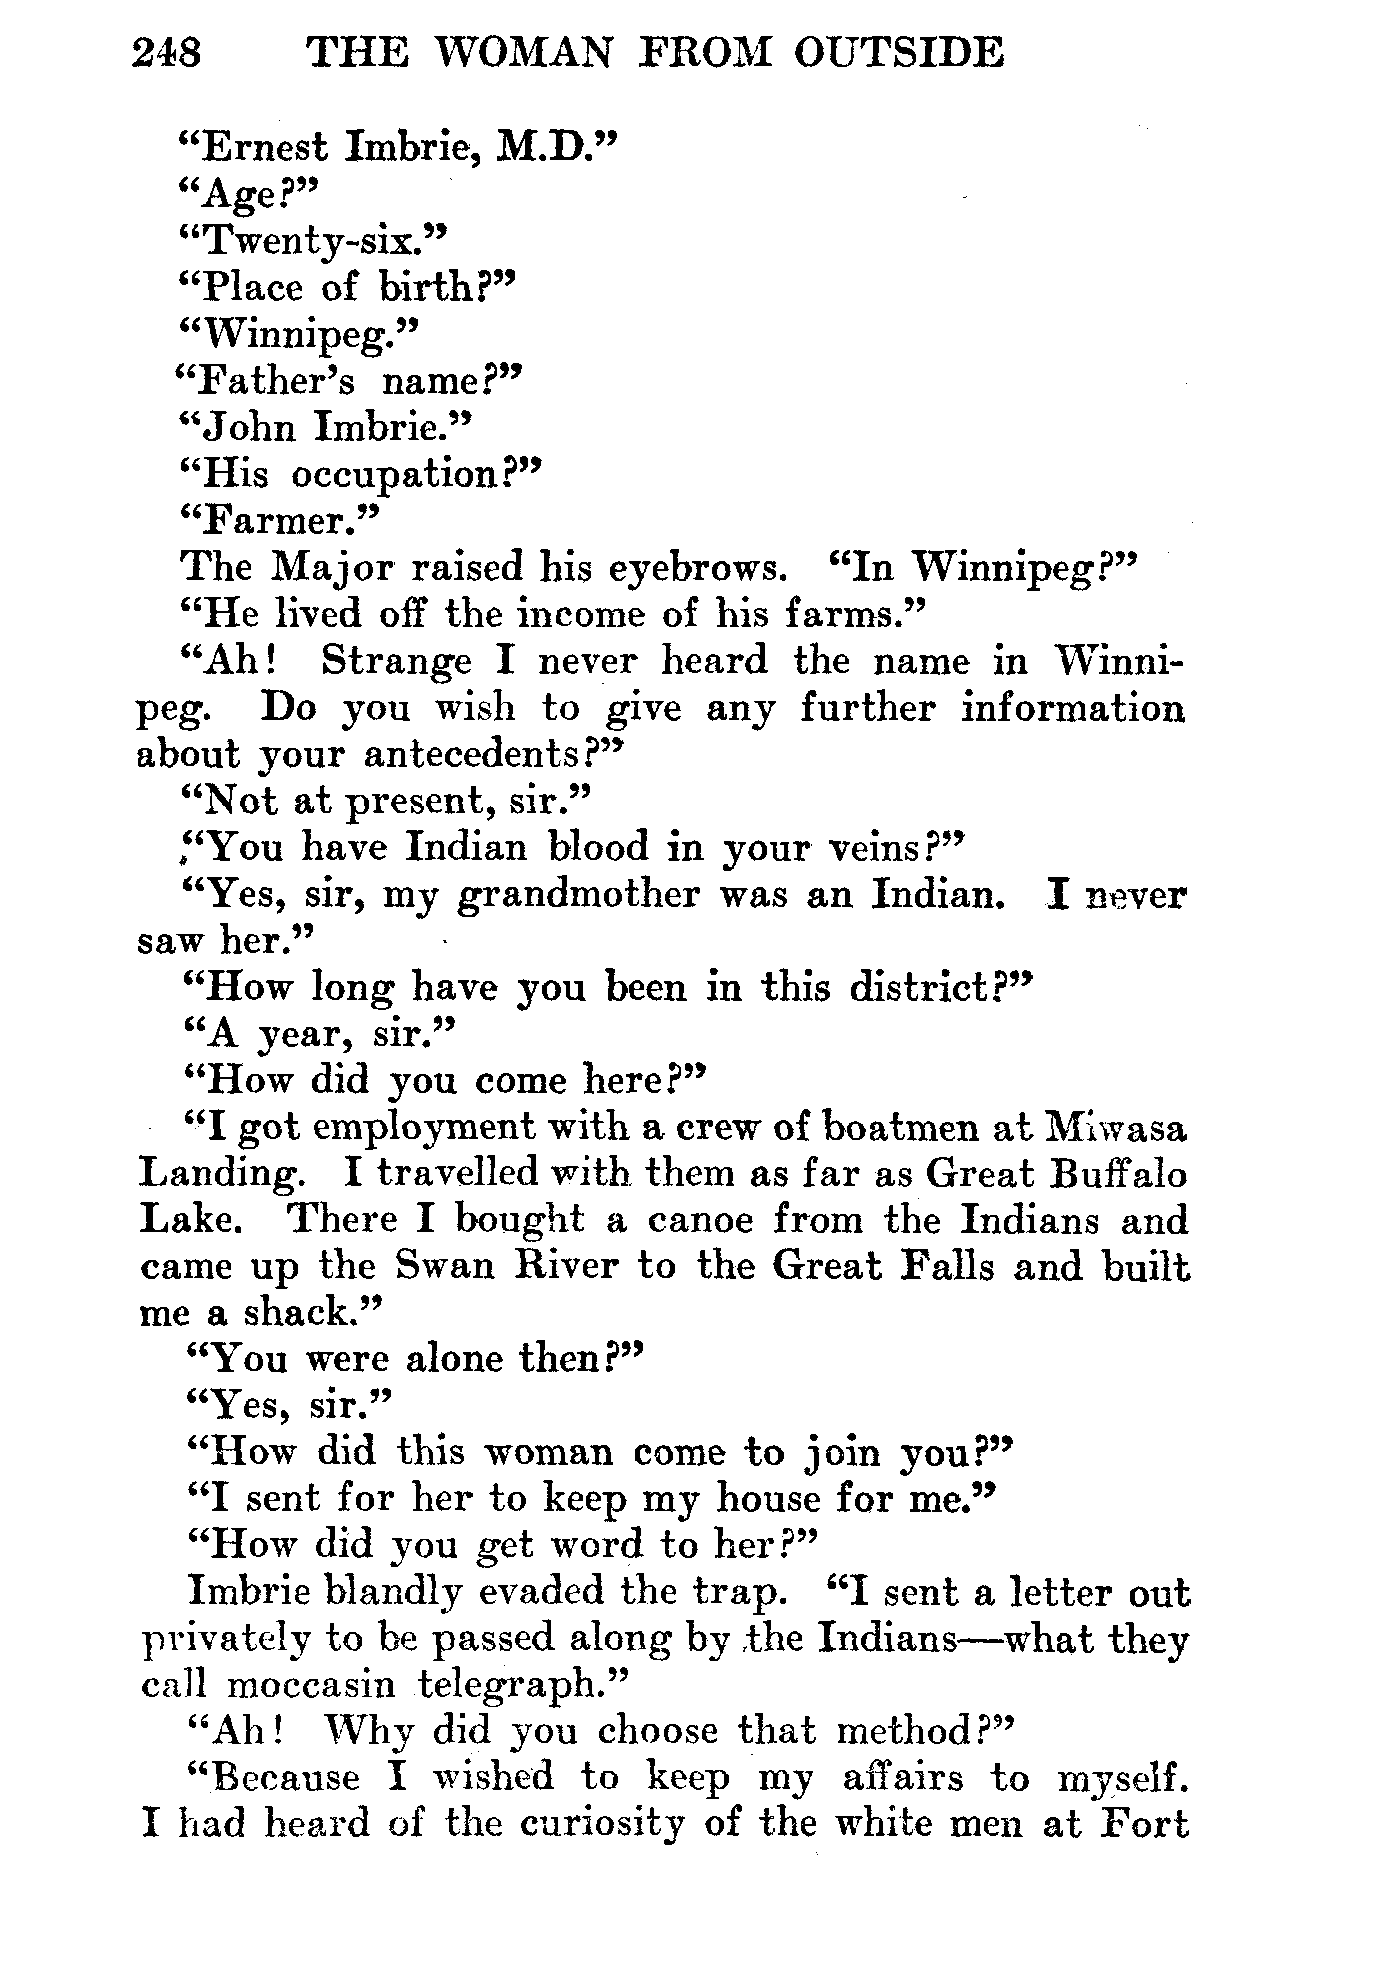 248 THE WOMAN FROM OUTSIDE
“Ernest Imbrie, M.D.”
“Age?”
“Twenty-six.”
“Place of birth?”
“Winnipeg.”
“Father’s name?”
“John Imbrie.”
“His occupation?”
“Farmer.”
The Major raised his eyebrows. “In Winnipeg?”
“He lived off the income of his farms.”
“Ah! Strange I never heard the name in Winni-
peg. Do you wish to give any further information
about your antecedents?”
“Not at present, sir.”
“You have Indian blood in your veins?”
“Yes, sir, my grandmother was an Indian. I never
saw her.”
“How long have you been in this district?”
“A year, sir.”
“How did you come here?”
“I got employment with a crew of boatmen at Miwasa
Landing. I travelled with them as far as Great Buffalo
Lake. There I bought a canoe from the Indians and
came up the Swan River to the Great Falls and built
me a shack.”
“You were alone then?”
“Yes, sir.”
“How did this woman come to join you?”
“I sent for her to keep my house for me.”
“How did you get word to her?”
Imbrie blandly evaded the trap. “I sent a letter out
privately to be passed along by the Indians—what they
call moccasin telegraph.”
“Ah! Why did you choose that method?”
“Because I wished to keep my affairs to myself.
I had heard of the curiosity of the white men at Fort